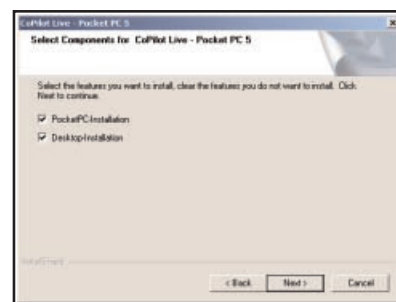 CoPilot Live - Pocket PC 5
Select Components for CoPilot Live - Pocket PC 5
Select the features you want to install, clear the features you do not want to install. Click
Next to continue.
PocketPC-Installation
Desktop-Installation
InstallShield
< Back Next > Cancel